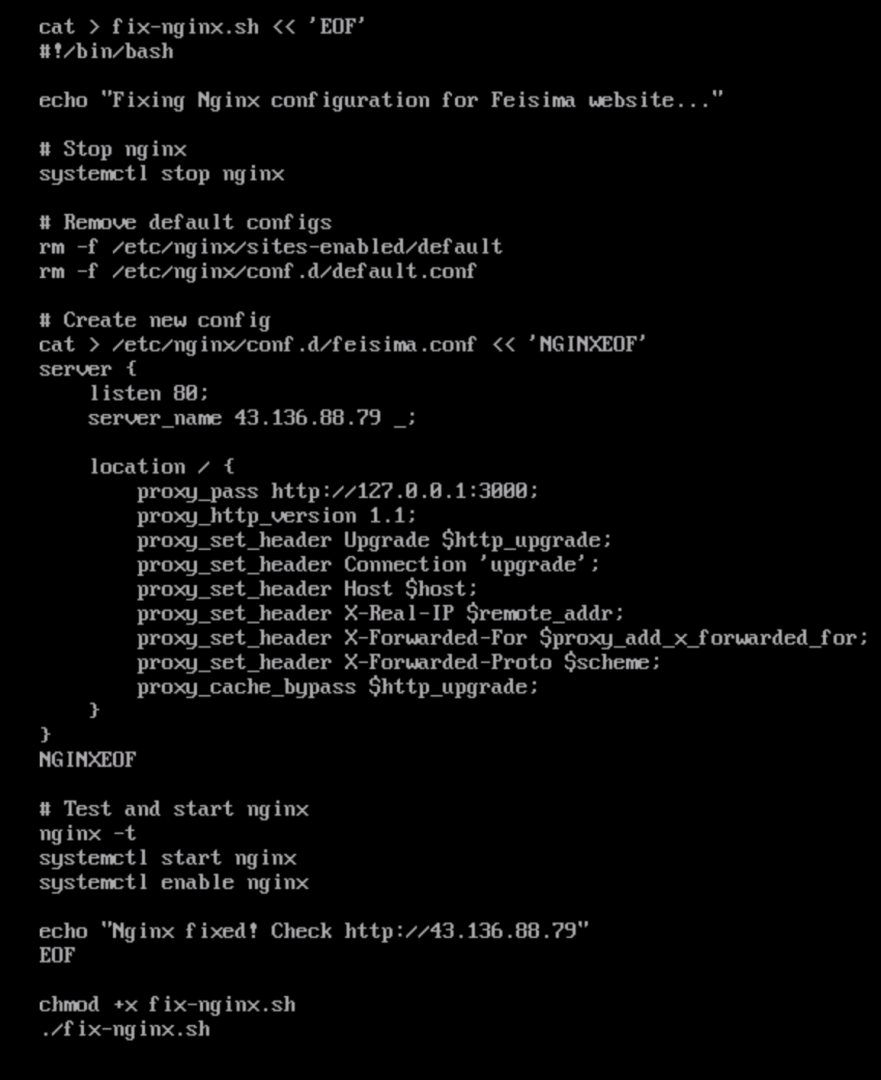 cat > fix-nginx.sh << 'EOF'
#!/bin/bash

echo "Fixing Nginx configuration for Feisima website..."

# Stop nginx
systemctl stop nginx

# Remove default configs
rm -f /etc/nginx/sites-enabled/default
rm -f /etc/nginx/conf.d/default.conf

# Create new config
cat > /etc/nginx/conf.d/feisima.conf << 'NGINXEOF'
server {
    listen 80;
    server_name 43.136.88.79 _;

    location / {
        proxy_pass http://127.0.0.1:3000;
        proxy_http_version 1.1;
        proxy_set_header Upgrade $http_upgrade;
        proxy_set_header Connection 'upgrade';
        proxy_set_header Host $host;
        proxy_set_header X-Real-IP $remote_addr;
        proxy_set_header X-Forwarded-For $proxy_add_x_forwarded_for;
        proxy_set_header X-Forwarded-Proto $scheme;
        proxy_cache_bypass $http_upgrade;
    }
}
NGINXEOF

# Test and start nginx
nginx -t
systemctl start nginx
systemctl enable nginx

echo "Nginx fixed! Check http://43.136.88.79"
EOF

chmod +x fix-nginx.sh
./fix-nginx.sh